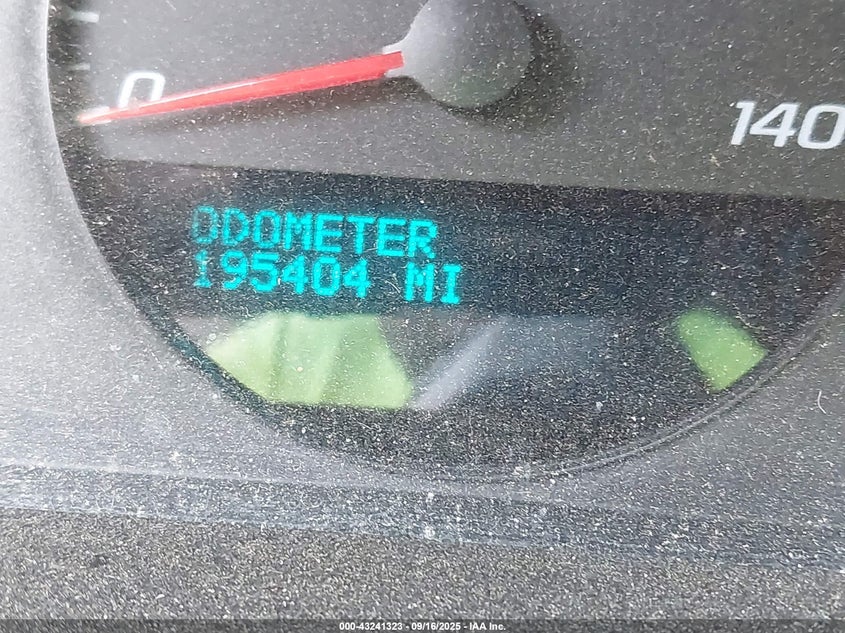 0
140
ODOMETER
195404 MI
000-43241323 - 09/16/2025 - IAA Inc.